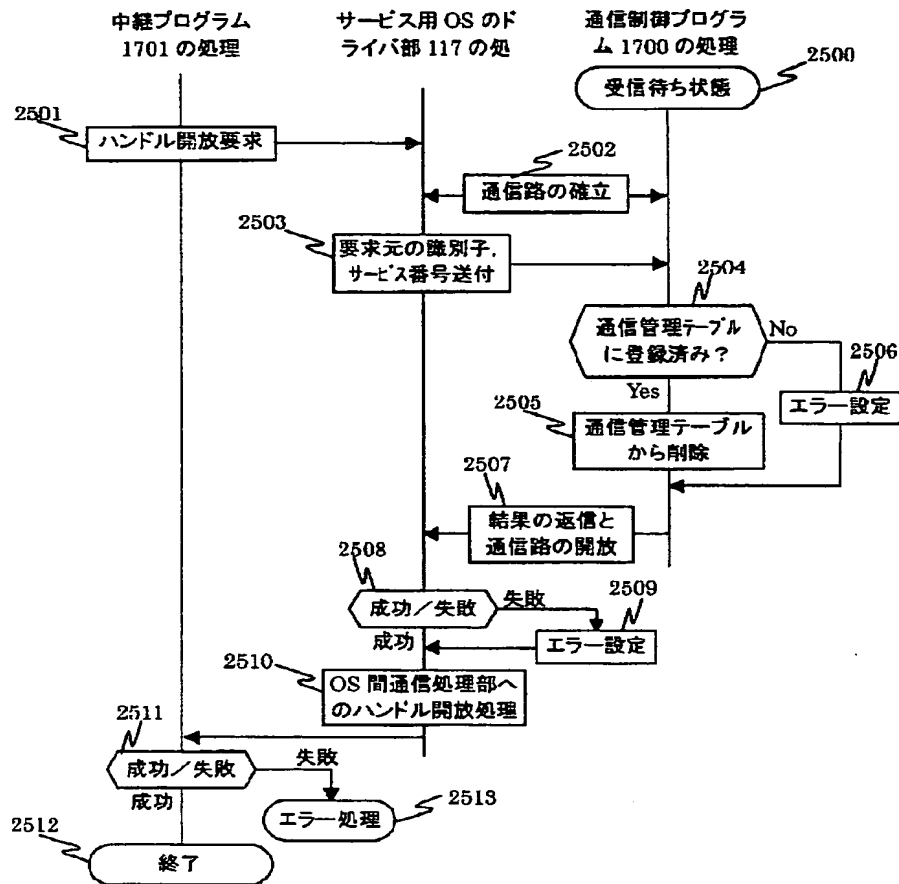 中継プログラム
1701 の処理
サービス用 OS のド
ライバ部 117 の処
通信制御プログラ
ム 1700 の処理
2500
受信待ち状態
2501
ハンドル開放要求
2502
通信路の確立
2503
要求元の識別子,
サービス番号送付
2504
通信管理テーブル
に登録済み?
No
Yes
2506
エラー設定
2505
通信管理テーブル
から削除
2507
結果の返信と
通信路の開放
2508
成功/失敗
失敗
成功
2509
エラー設定
2510
OS 間通信処理部へ
のハンドル開放処理
2511
成功/失敗
失敗
成功
2513
エラー処理
2512
終了